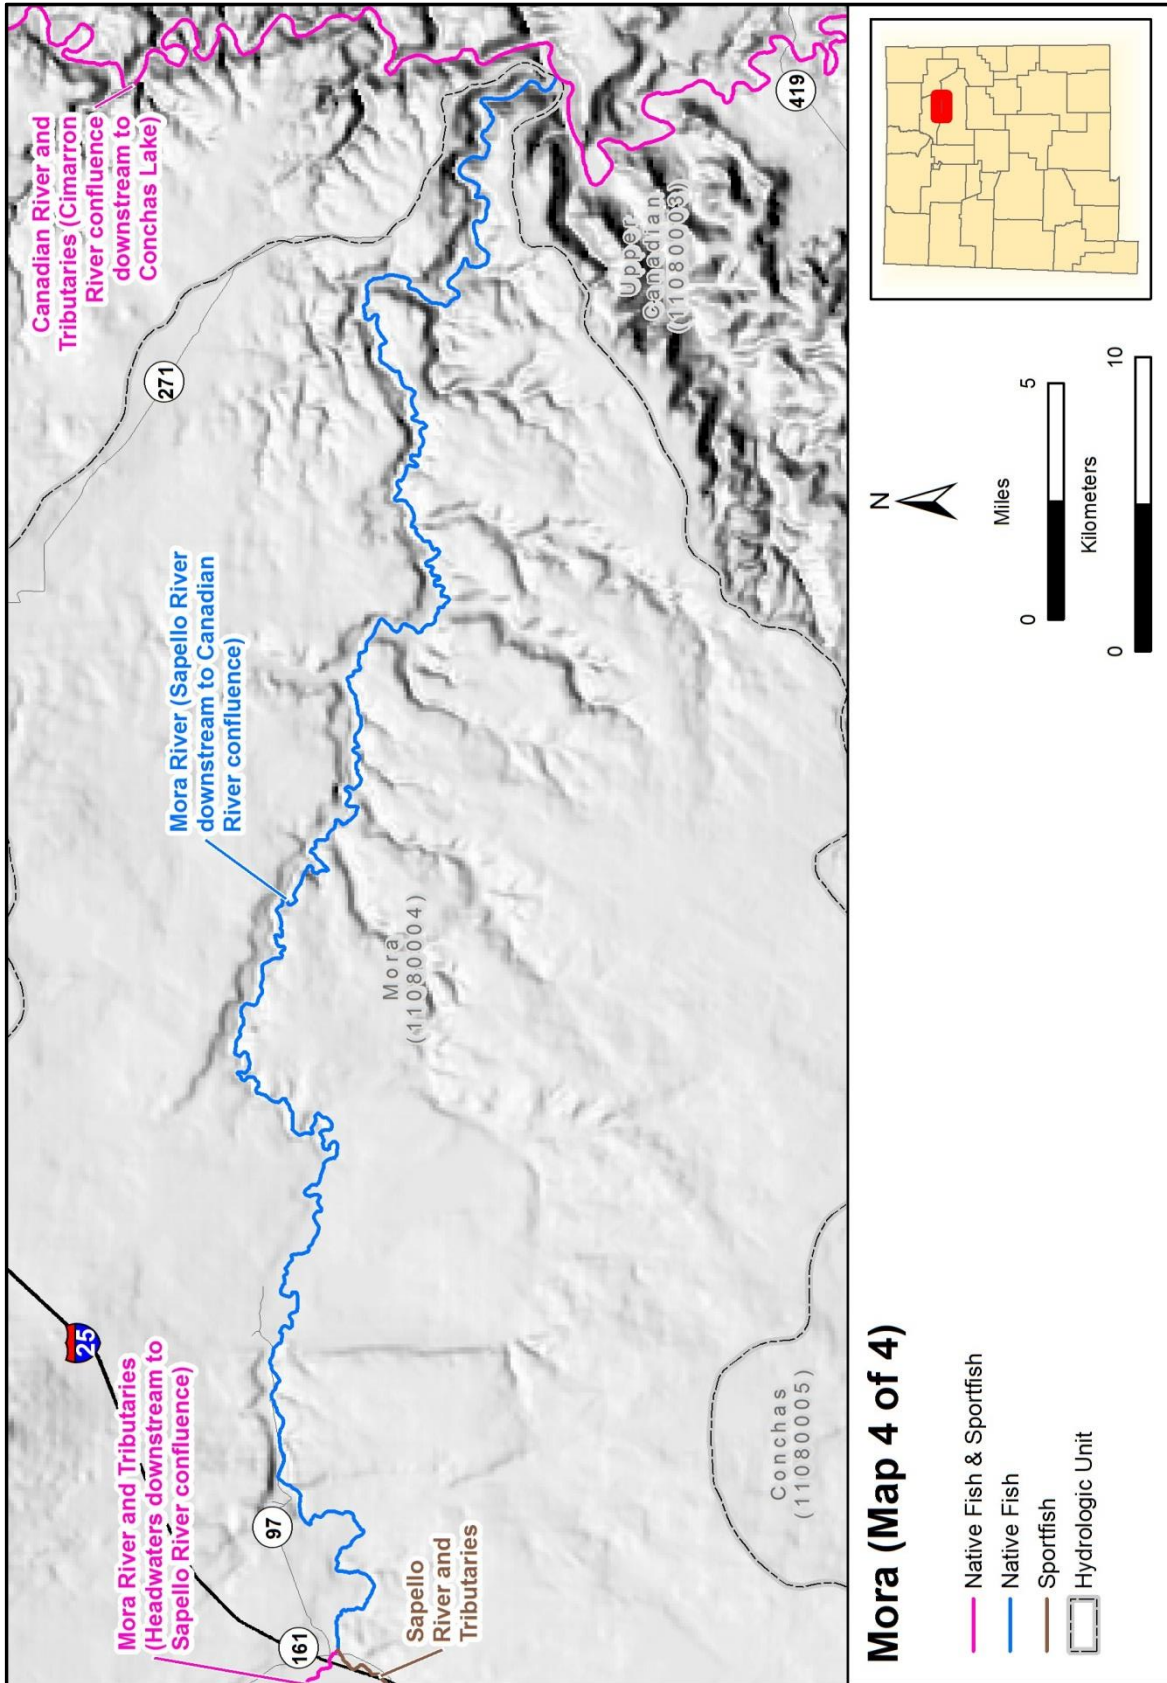 Canadian River and
Tributaries (Cimarron
River confluence
downstream to
Conchas Lake)
271
419
Upper
Canadian
(11080003)
Mora River (Sapello River
downstream to Canadian
River confluence)
Mora
(11080004)
25
Mora River and Tributaries
(Headwaters downstream to
Sapello River confluence)
97
161
Sapello
River and
Tributaries
Conchas
(11080005)
Mora (Map 4 of 4)
Native Fish & Sportfish
Native Fish
Sportfish
Hydrologic Unit
N
Miles
0 5
Kilometers
0 10